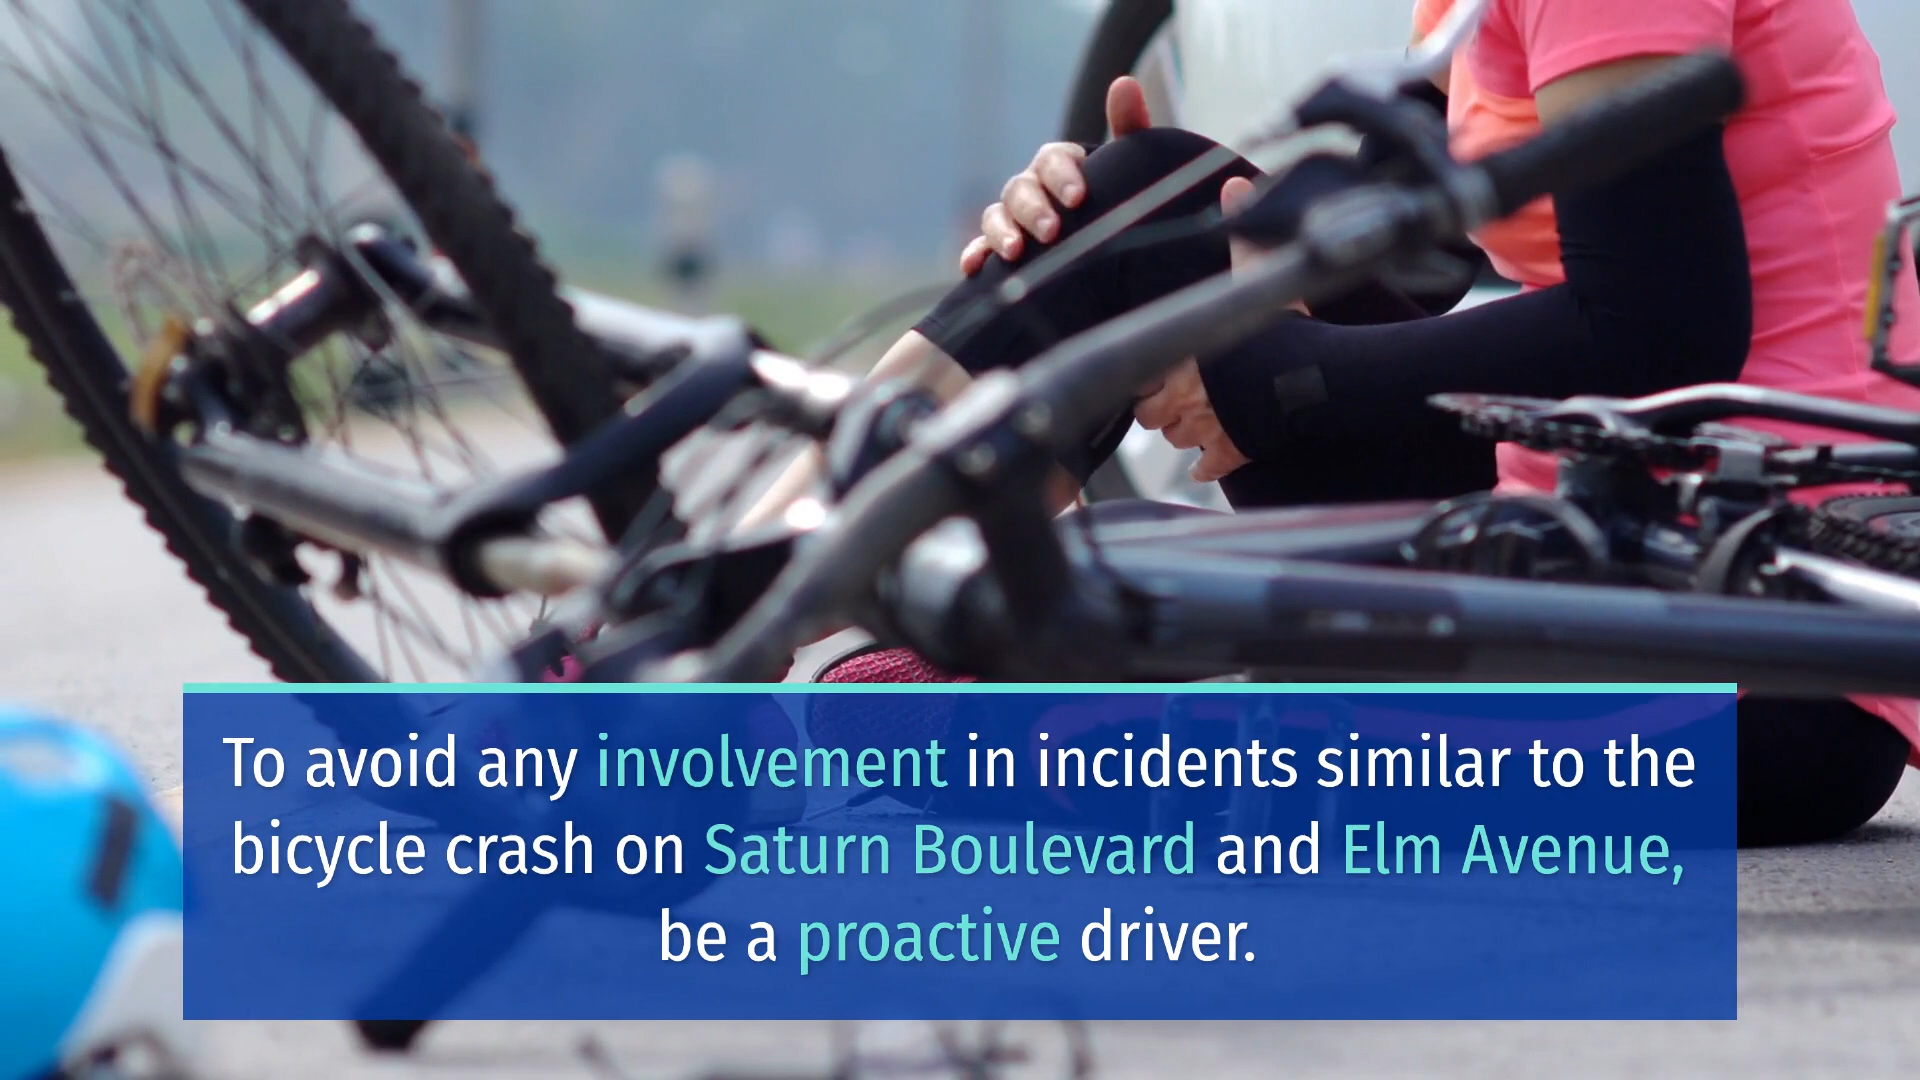 To avoid any involvement in incidents similar to the
bicycle crash on Saturn Boulevard and Elm Avenue,
be a proactive driver.